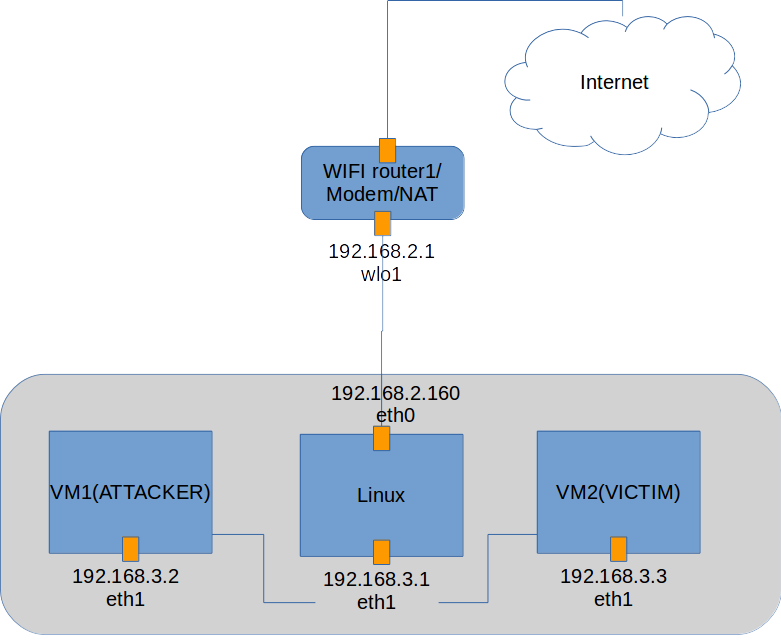 Internet
WIFI router1/
Modem/NAT
192.168.2.1
wlo1
192.168.2.160
eth0
VM1(ATTACKER)
Linux
VM2(VICTIM)
192.168.3.2
eth1
192.168.3.1
eth1
192.168.3.3
eth1